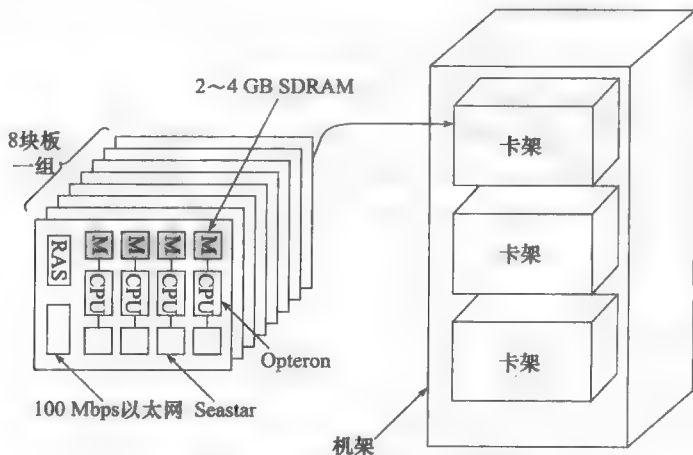 2～4 GB SDRAM
8块板
一组
RAS
M
M
M
M
CPU
CPU
CPU
CPU
Opteron
100 Mbps以太网
Seastar
卡架
卡架
卡架
机架